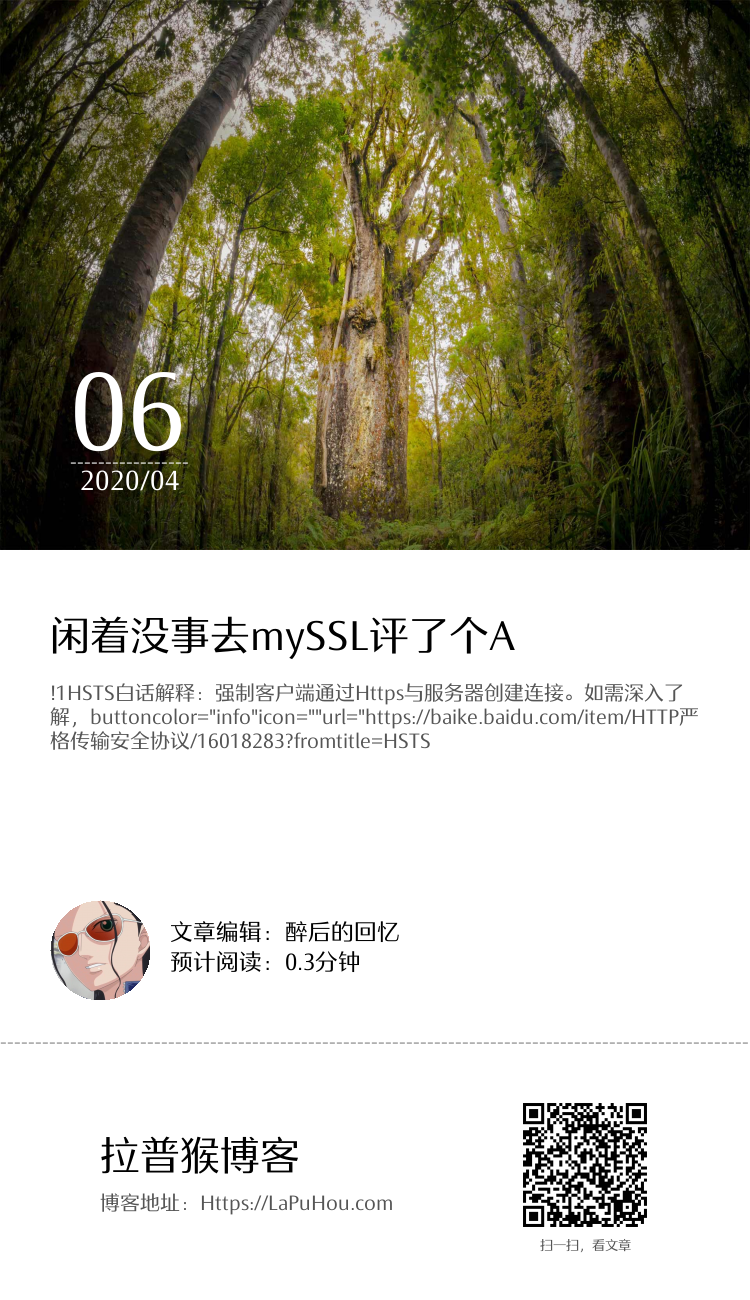 06
2020/04
闲着没事去mySSL评了个A
!1HSTS白话解释：强制客户端通过Https与服务器创建连接。如需深入了
解，buttoncolor="info"icon=""url="https://baike.baidu.com/item/HTTP严
格传输安全协议/16018283?fromtitle=HSTS
文章编辑：醉后的回忆
预计阅读：0.3分钟
拉普猴博客
博客地址：Https://LaPuHou.com
扫一扫，看文章